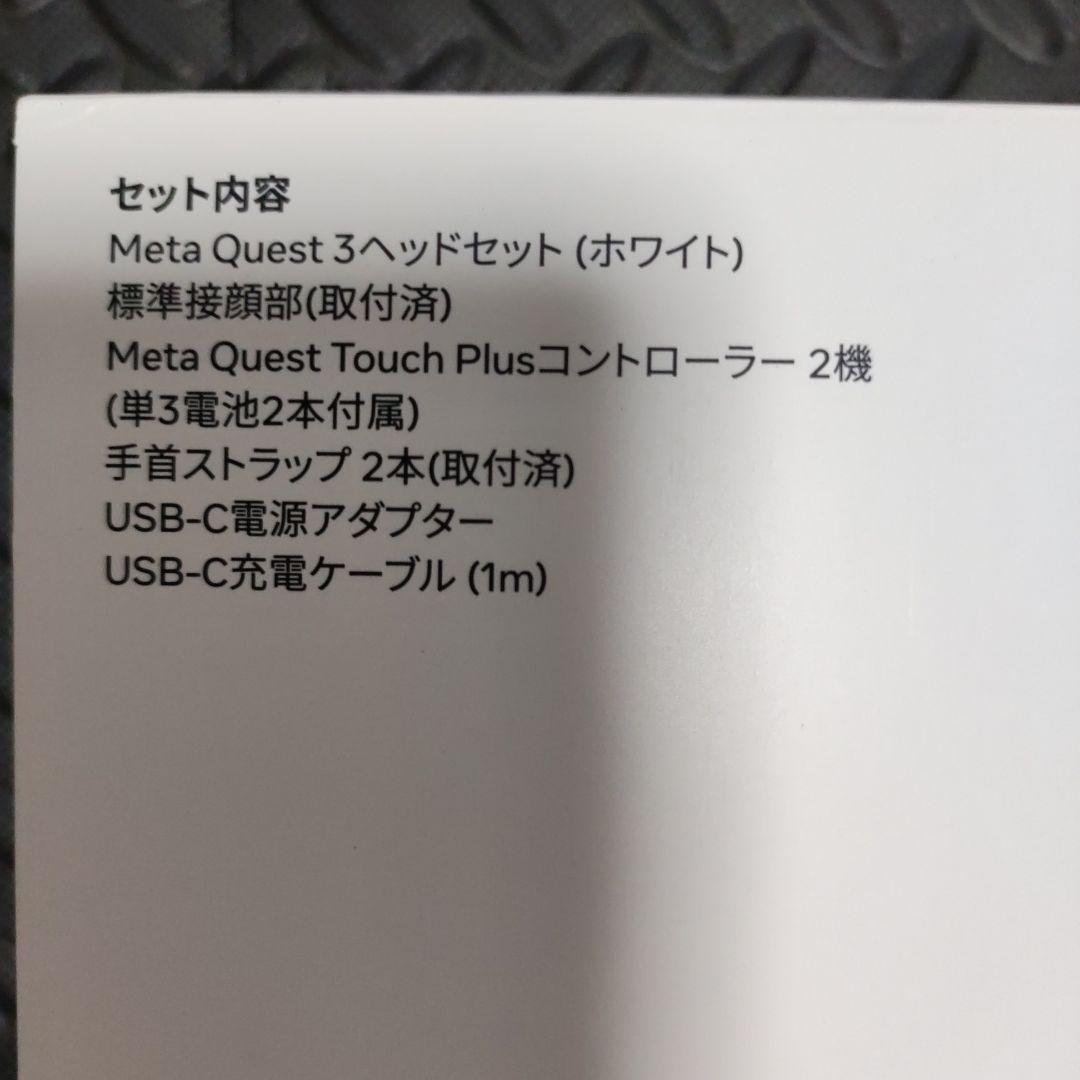 セット内容
Meta Quest 3ヘッドセット (ホワイト)
標準接顔部(取付済)
Meta Quest Touch Plusコントローラー 2機
(単3電池2本付属)
手首ストラップ 2本(取付済)
USB-C電源アダプター
USB-C充電ケーブル (1m)